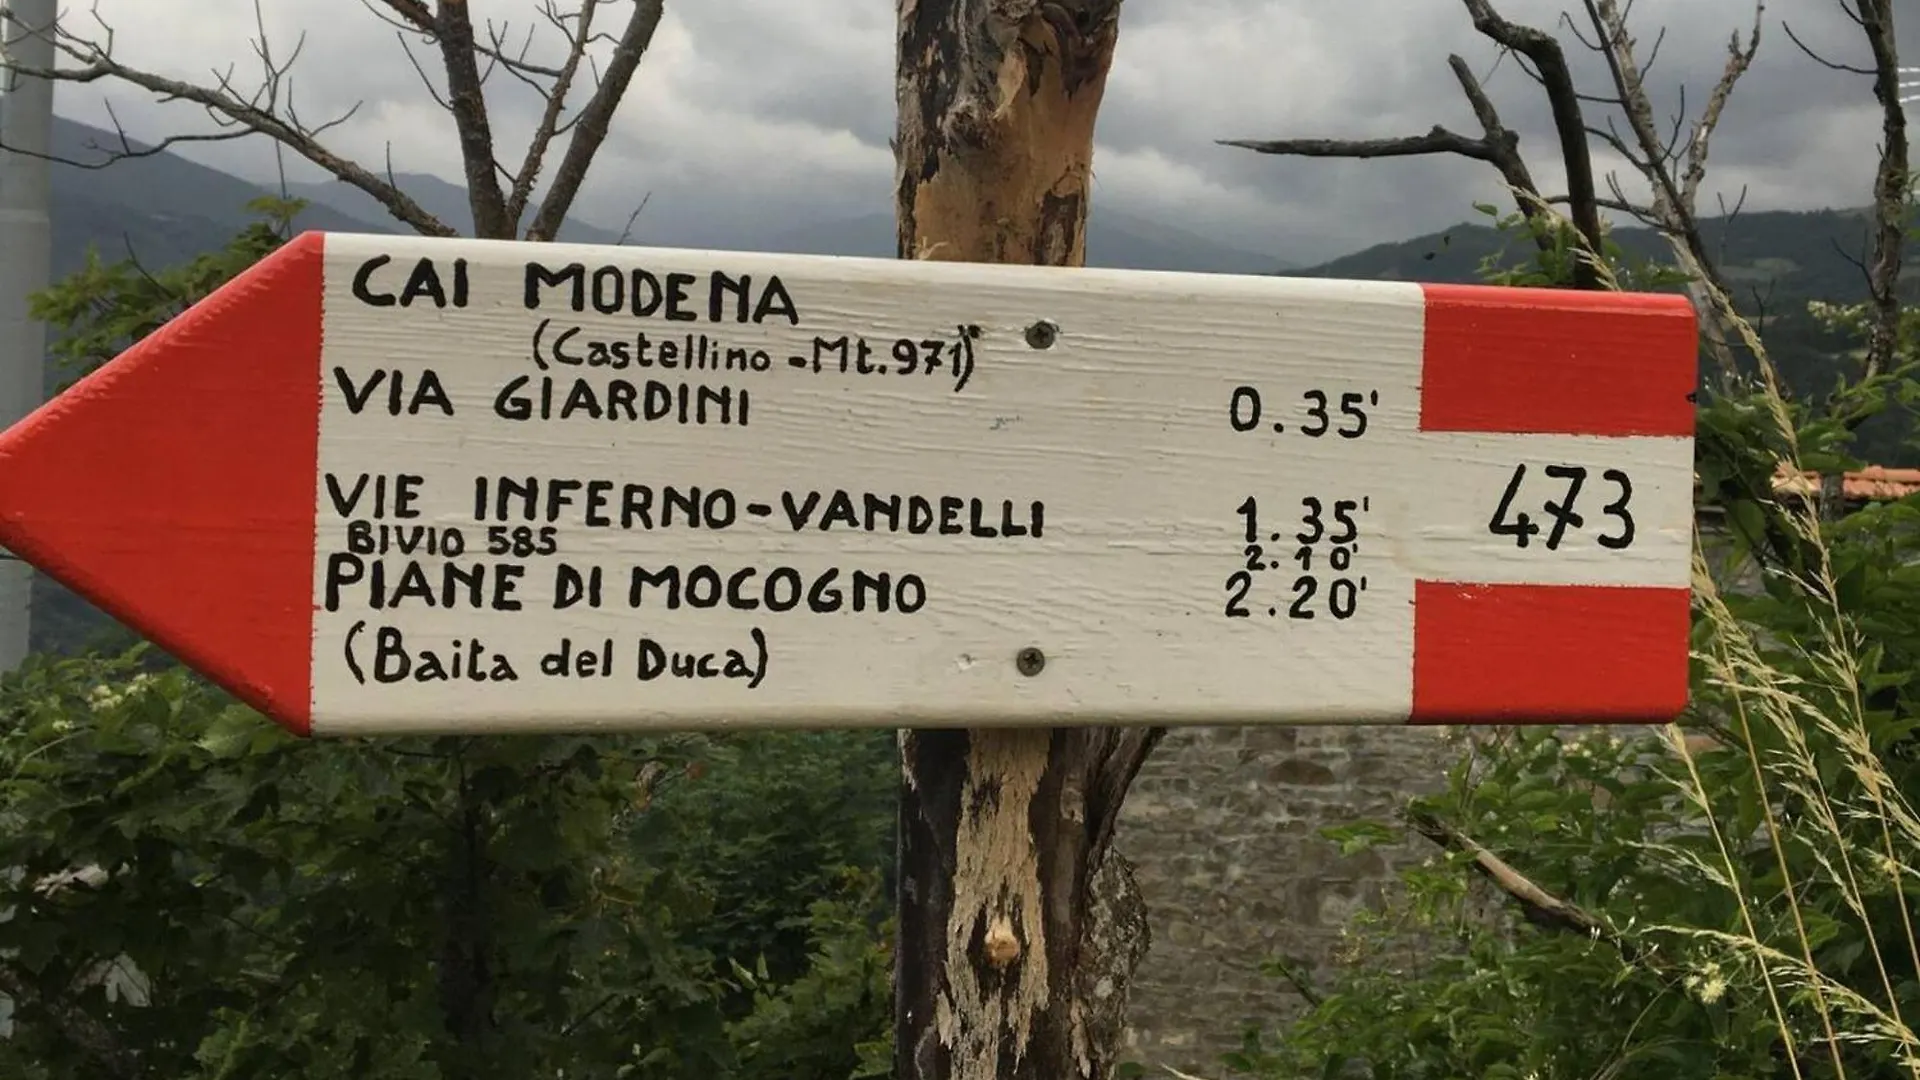 CAI MODENA
(Castellino - Mt. 971)
VIA GIARDINI 0.35'
VIE INFERNO-VANDELLI 1.35'
BIVIO 585 2.10'
PIANE DI MOCOGNO 2.20'
(Baita del Duca)
473